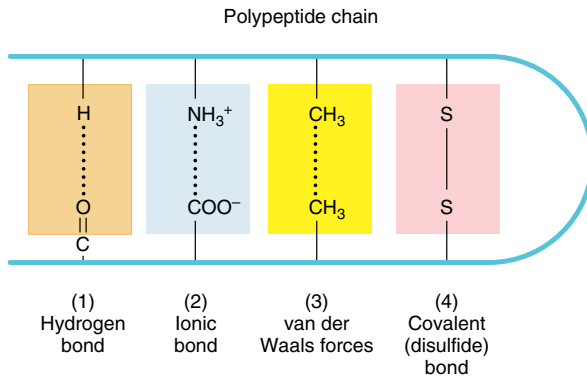 Polypeptide chain
H
O
C
NH₃⁺
COO⁻
CH₃
CH₃
S
S
(1)
Hydrogen
bond
(2)
Ionic
bond
(3)
van der
Waals forces
(4)
Covalent
(disulfide)
bond